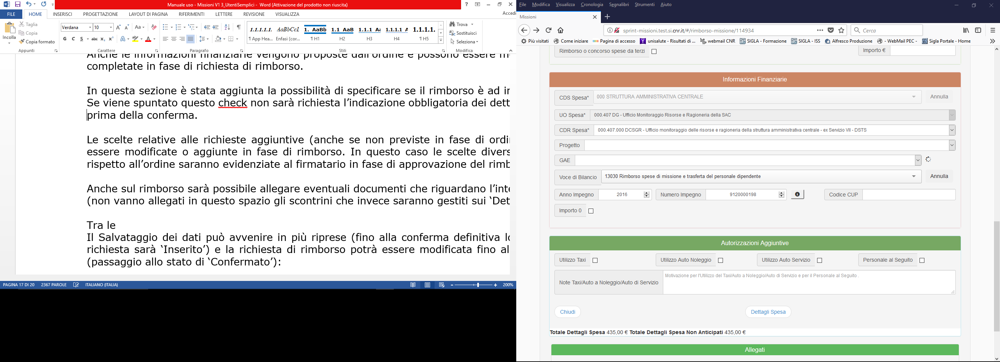 Manuale uso - Missioni V1 3_UtentiSemplici - Word (Attivazione del prodotto non riuscita)
?
FILE HOME INSERISCI PROGETTAZIONE LAYOUT DI PAGINA RIFERIMENTI LETTERE REVISIONE VISUALIZZA Accedi
Incolla
Taglia
Copia
Copia formato
Appunti
Verdana 10 Aa
G C S abc x₂ x² A ab A
Carattere
Paragrafo
1.1.1.1.1. AaBbCcL 1. AaBb 1.1 AaB 1.1.1 Aa 1.1.1.1 A 1.1.1.1.
¶ App Hea... Enfasi (cor... ¶ H1 H2 H3 H4 ¶ H5
Stili
Trova
Sostituisci
Seleziona
Modifica
Anche le informazioni finanziarie vengono proposte dall'ordine e possono essere
completate in fase di richiesta di rimborso.
In questa sezione è stata aggiunta la possibilità di specificare se il rimborso è ad
Se viene spuntato questo check non sarà richiesta l'indicazione obbligatoria dei dett
prima della conferma.
Le scelte relative alle richieste aggiuntive (anche se non previste in fase di ordi
essere modificate o aggiunte in fase di rimborso. In questo caso le scelte divers
rispetto all'ordine saranno evidenziate al firmatario in fase di approvazione del rimb
Anche sul rimborso sarà possibile allegare eventuali documenti che riguardano l'inte
(non vanno allegati in questo spazio gli scontrini che invece saranno gestiti sui 'Det
Tra le
Il Salvataggio dei dati può avvenire in più riprese (fino alla conferma definitiva lo
richiesta sarà 'Inserito') e la richiesta di rimborso potrà essere modificata fino al
(passaggio allo stato di 'Confermato'):
PAGINA 17 DI 20 2367 PAROLE ITALIANO (ITALIA) 200%
File Modifica Visualizza Cronologia Segnalibri Strumenti Aiuto
Missioni
sprint-missioni.test.si.cnr.it/#/rimborso-missione/114934
Cerca
Più visitati Come iniziare Pagina di accesso unisalute - Risultati di ... webmail CNR SIGLA - Formazione SIGLA - ISS Alfresco Produzione - WebMail PEC - Sigla Portale - Home
Rimborso o concorso spese da terzi Importo €
Informazioni Finanziarie
CDS Spesa* 000 STRUTTURA AMMINISTRATIVA CENTRALE Annulla
UO Spesa* 000.407 DG - Ufficio Monitoraggio Risorse e Ragioneria della SAC
CDR Spesa* 000.407.000 DCSGR - Ufficio monitoraggio delle risorse e ragioneria della struttura amministrativa centrale - ex Servizio VII - DSTS
Progetto
GAE
Voce di Bilancio 13030 Rimborso spese di missione e trasferta del personale dipendente Annulla
Anno Impegno 2016 Numero Impegno 9120000198 Codice CUP
Importo 0
Autorizzazioni Aggiuntive
Utilizzo Taxi Utilizzo Auto Noleggio Utilizzo Auto Servizio Personale al Seguito
Note Taxi/Auto a Noleggio/Auto di Servizio Motivazione per l'Utilizzo del Taxi/Auto a Noleggio/Auto di Servizio e per il Personale al Seguito .
Chiudi Dettagli Spesa
Totale Dettagli Spesa 435,00 € Totale Dettagli Spesa Non Anticipati 435,00 €
Allegati